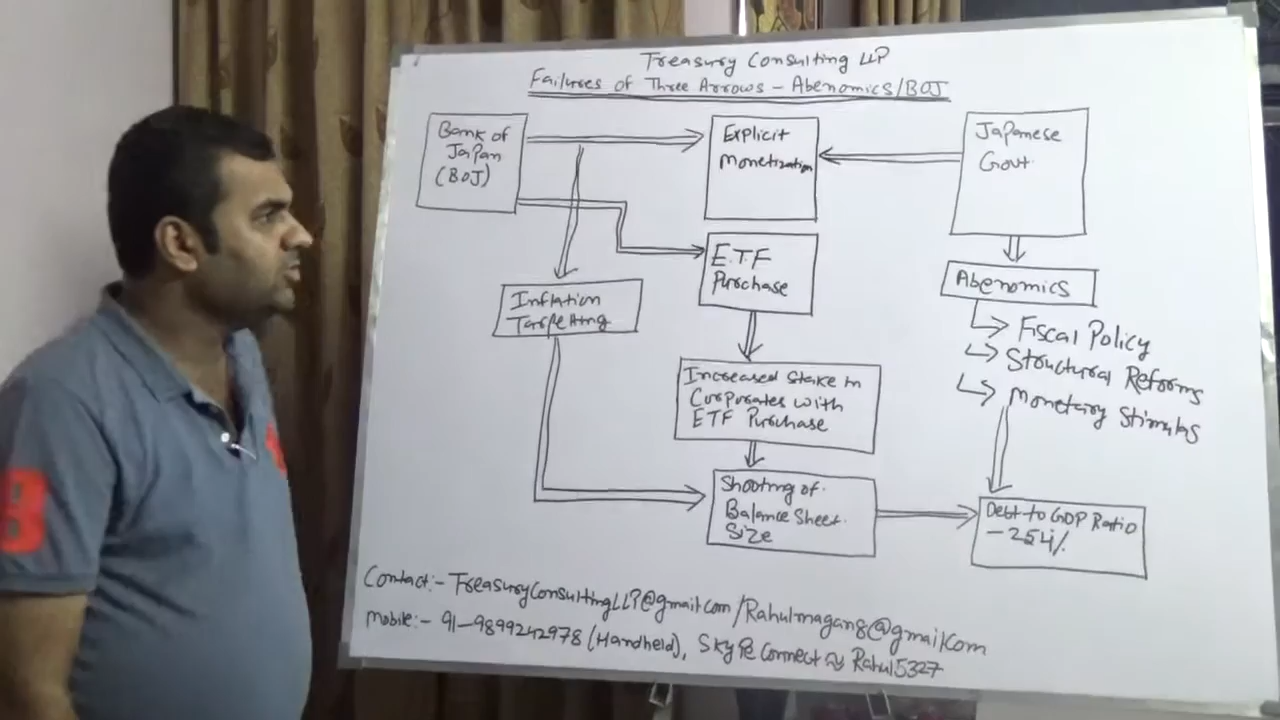 Treasury Consulting LLP
Failures of Three Arrows - Abenomics/BOJ
Bank of
Japan
(BOJ)
Explicit
Monetization
Japanese
Govt.
E.T.F
Purchase
Inflation
Targetting
Abenomics
Fiscal Policy
Structural Reforms
Monetary Stimulas
Increased Stake in
Corporates with
ETF Purchase
Shooting of
Balance Sheet
Size
Debt to GDP Ratio
- 254%
Contact:- TreasuryConsultingLLP@gmail.com/Rahulmagan8@gmail.com
Mobile:- 91-9899242978 (Handheld), Skype Connect ~ Rahul5327
8